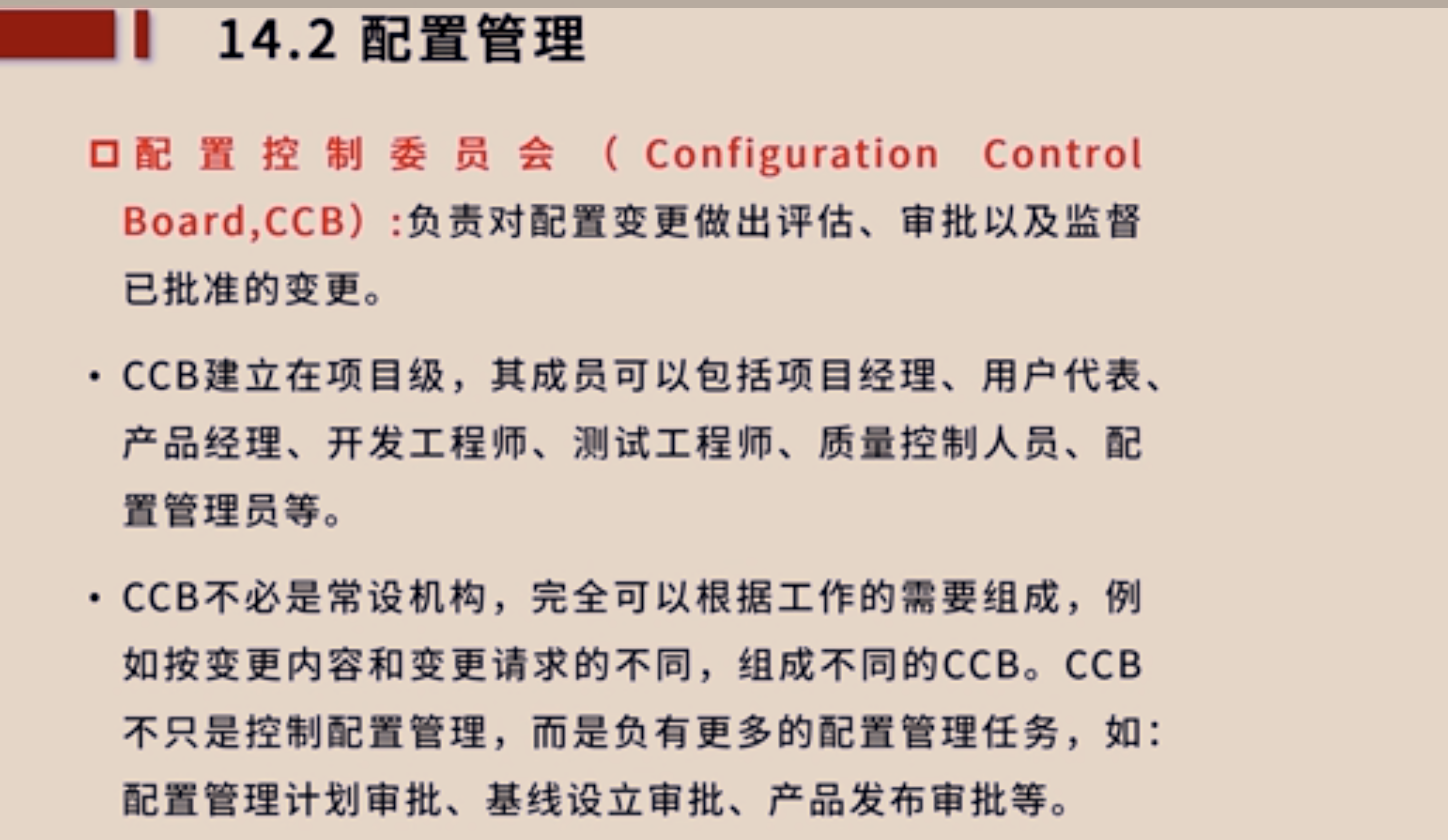 14.2 配置管理
配置控制委员会（Configuration Control
Board,CCB）:负责对配置变更做出评估、审批以及监督
已批准的变更。
• CCB建立在项目级，其成员可以包括项目经理、用户代表、
产品经理、开发工程师、测试工程师、质量控制人员、配
置管理员等。
• CCB不必是常设机构，完全可以根据工作的需要组成，例
如按变更内容和变更请求的不同，组成不同的CCB。CCB
不只是控制配置管理，而是负有更多的配置管理任务，如：
配置管理计划审批、基线设立审批、产品发布审批等。